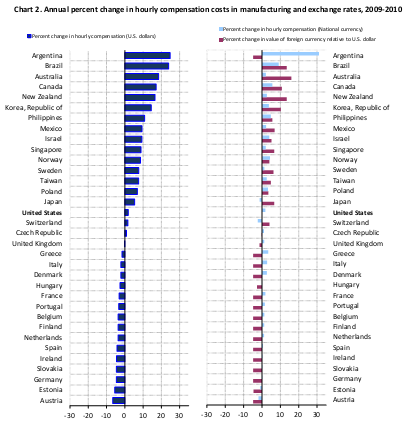 Chart 2. Annual percent change in hourly compensation costs in manufacturing and exchange rates, 2009-2010
Percent change in hourly compensation (U.S. dollars)
Percent change in hourly compensation (National currency)
Percent change in value of foreign currency relative to U.S. dollar
Argentina Argentina
Brazil Brazil
Australia Australia
Canada Canada
New Zealand New Zealand
Korea, Republic of Korea, Republic of
Philippines Philippines
Mexico Mexico
Israel Israel
Singapore Singapore
Norway Norway
Sweden Sweden
Taiwan Taiwan
Poland Poland
Japan Japan
United States United States
Switzerland Switzerland
Czech Republic Czech Republic
United Kingdom United Kingdom
Greece Greece
Italy Italy
Denmark Denmark
Hungary Hungary
France France
Portugal Portugal
Belgium Belgium
Finland Finland
Netherlands Netherlands
Spain Spain
Ireland Ireland
Slovakia Slovakia
Germany Germany
Estonia Estonia
Austria Austria
-30 -20 -10 0 10 20 30 -30 -20 -10 0 10 20 30